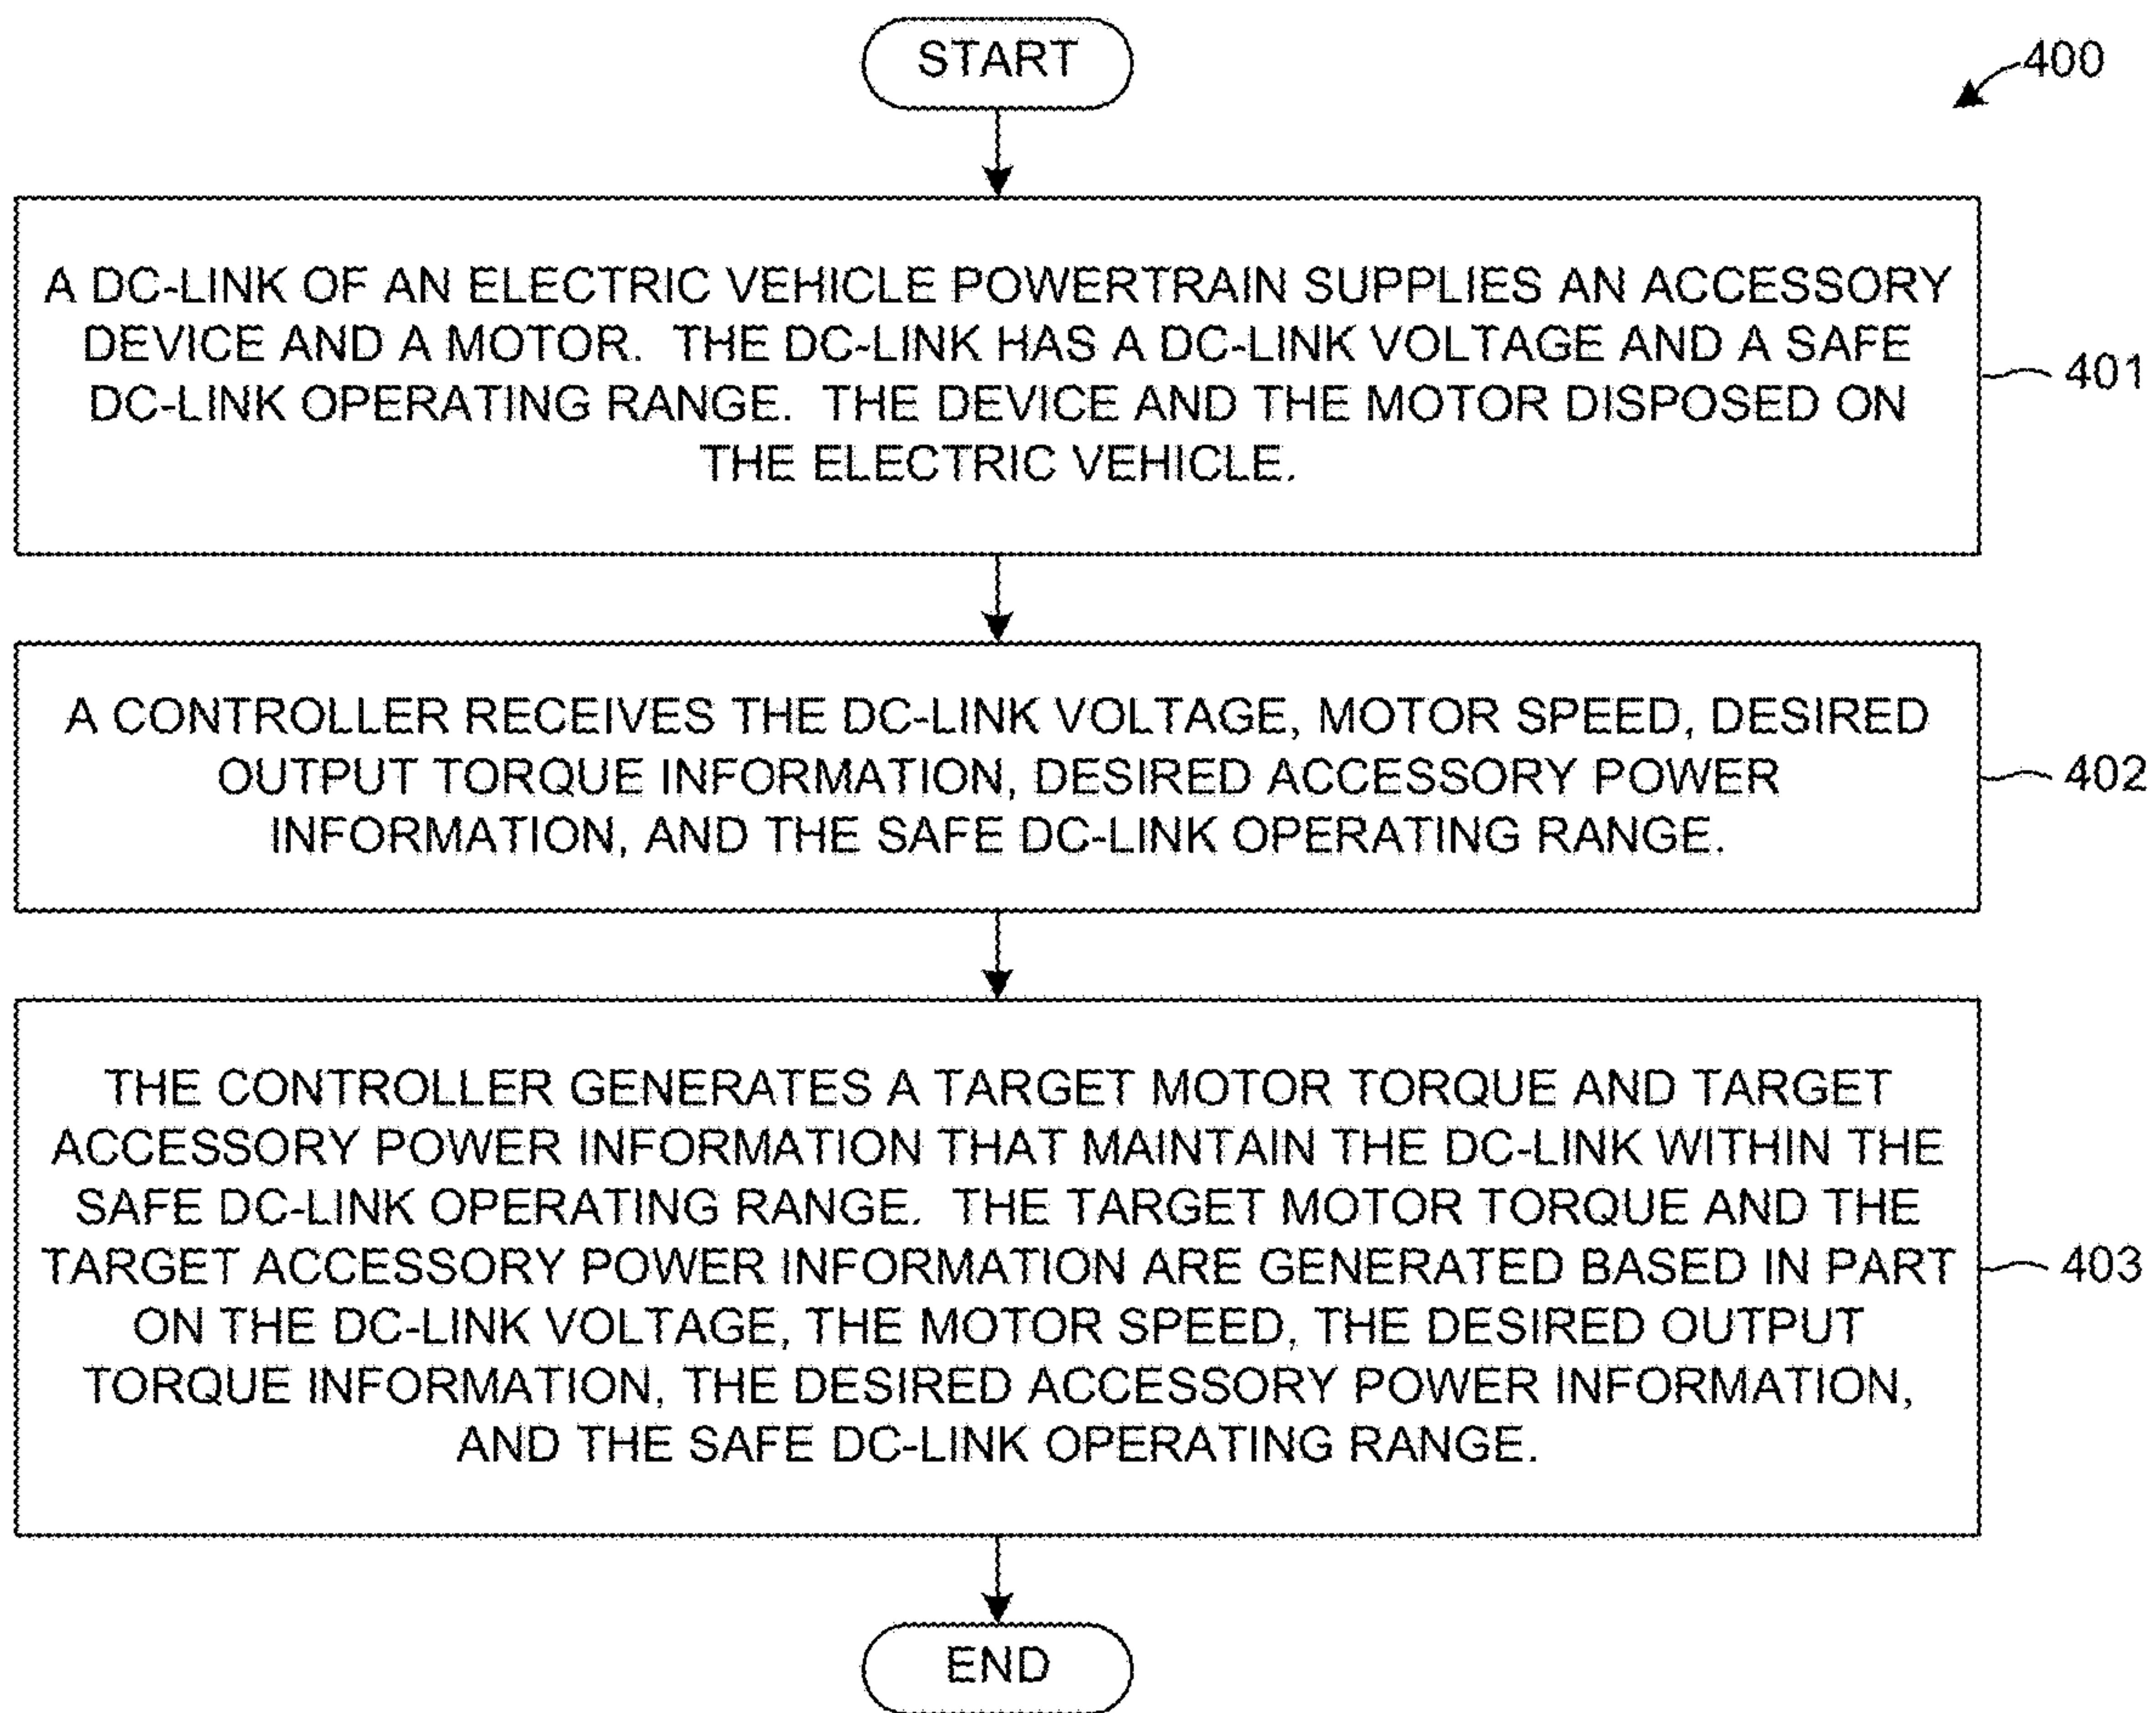 START
400
A DC-LINK OF AN ELECTRIC VEHICLE POWERTRAIN SUPPLIES AN ACCESSORY
DEVICE AND A MOTOR. THE DC-LINK HAS A DC-LINK VOLTAGE AND A SAFE
DC-LINK OPERATING RANGE. THE DEVICE AND THE MOTOR DISPOSED ON
THE ELECTRIC VEHICLE.
401
A CONTROLLER RECEIVES THE DC-LINK VOLTAGE, MOTOR SPEED, DESIRED
OUTPUT TORQUE INFORMATION, DESIRED ACCESSORY POWER
INFORMATION, AND THE SAFE DC-LINK OPERATING RANGE.
402
THE CONTROLLER GENERATES A TARGET MOTOR TORQUE AND TARGET
ACCESSORY POWER INFORMATION THAT MAINTAIN THE DC-LINK WITHIN THE
SAFE DC-LINK OPERATING RANGE. THE TARGET MOTOR TORQUE AND THE
TARGET ACCESSORY POWER INFORMATION ARE GENERATED BASED IN PART
ON THE DC-LINK VOLTAGE, THE MOTOR SPEED, THE DESIRED OUTPUT
TORQUE INFORMATION, THE DESIRED ACCESSORY POWER INFORMATION,
AND THE SAFE DC-LINK OPERATING RANGE.
403
END